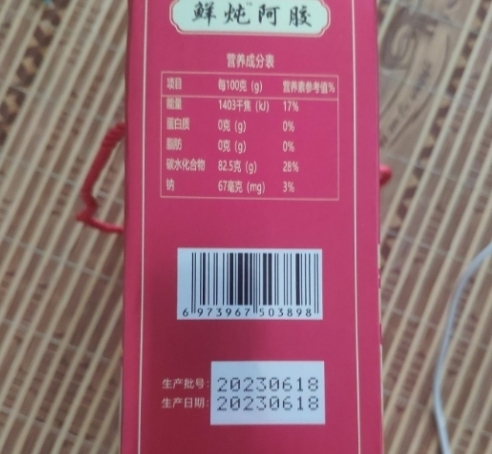 鲜炖阿胶
营养成分表
项目 每100克（g） 营养素参考值%
能量 1403千焦（kJ） 17%
蛋白质 0克（g） 0%
脂肪 0克（g） 0%
碳水化合物 82.5克（g） 28%
钠 67毫克（mg） 3%
6 973967 503898
生产批号：20230618
生产日期：20230618